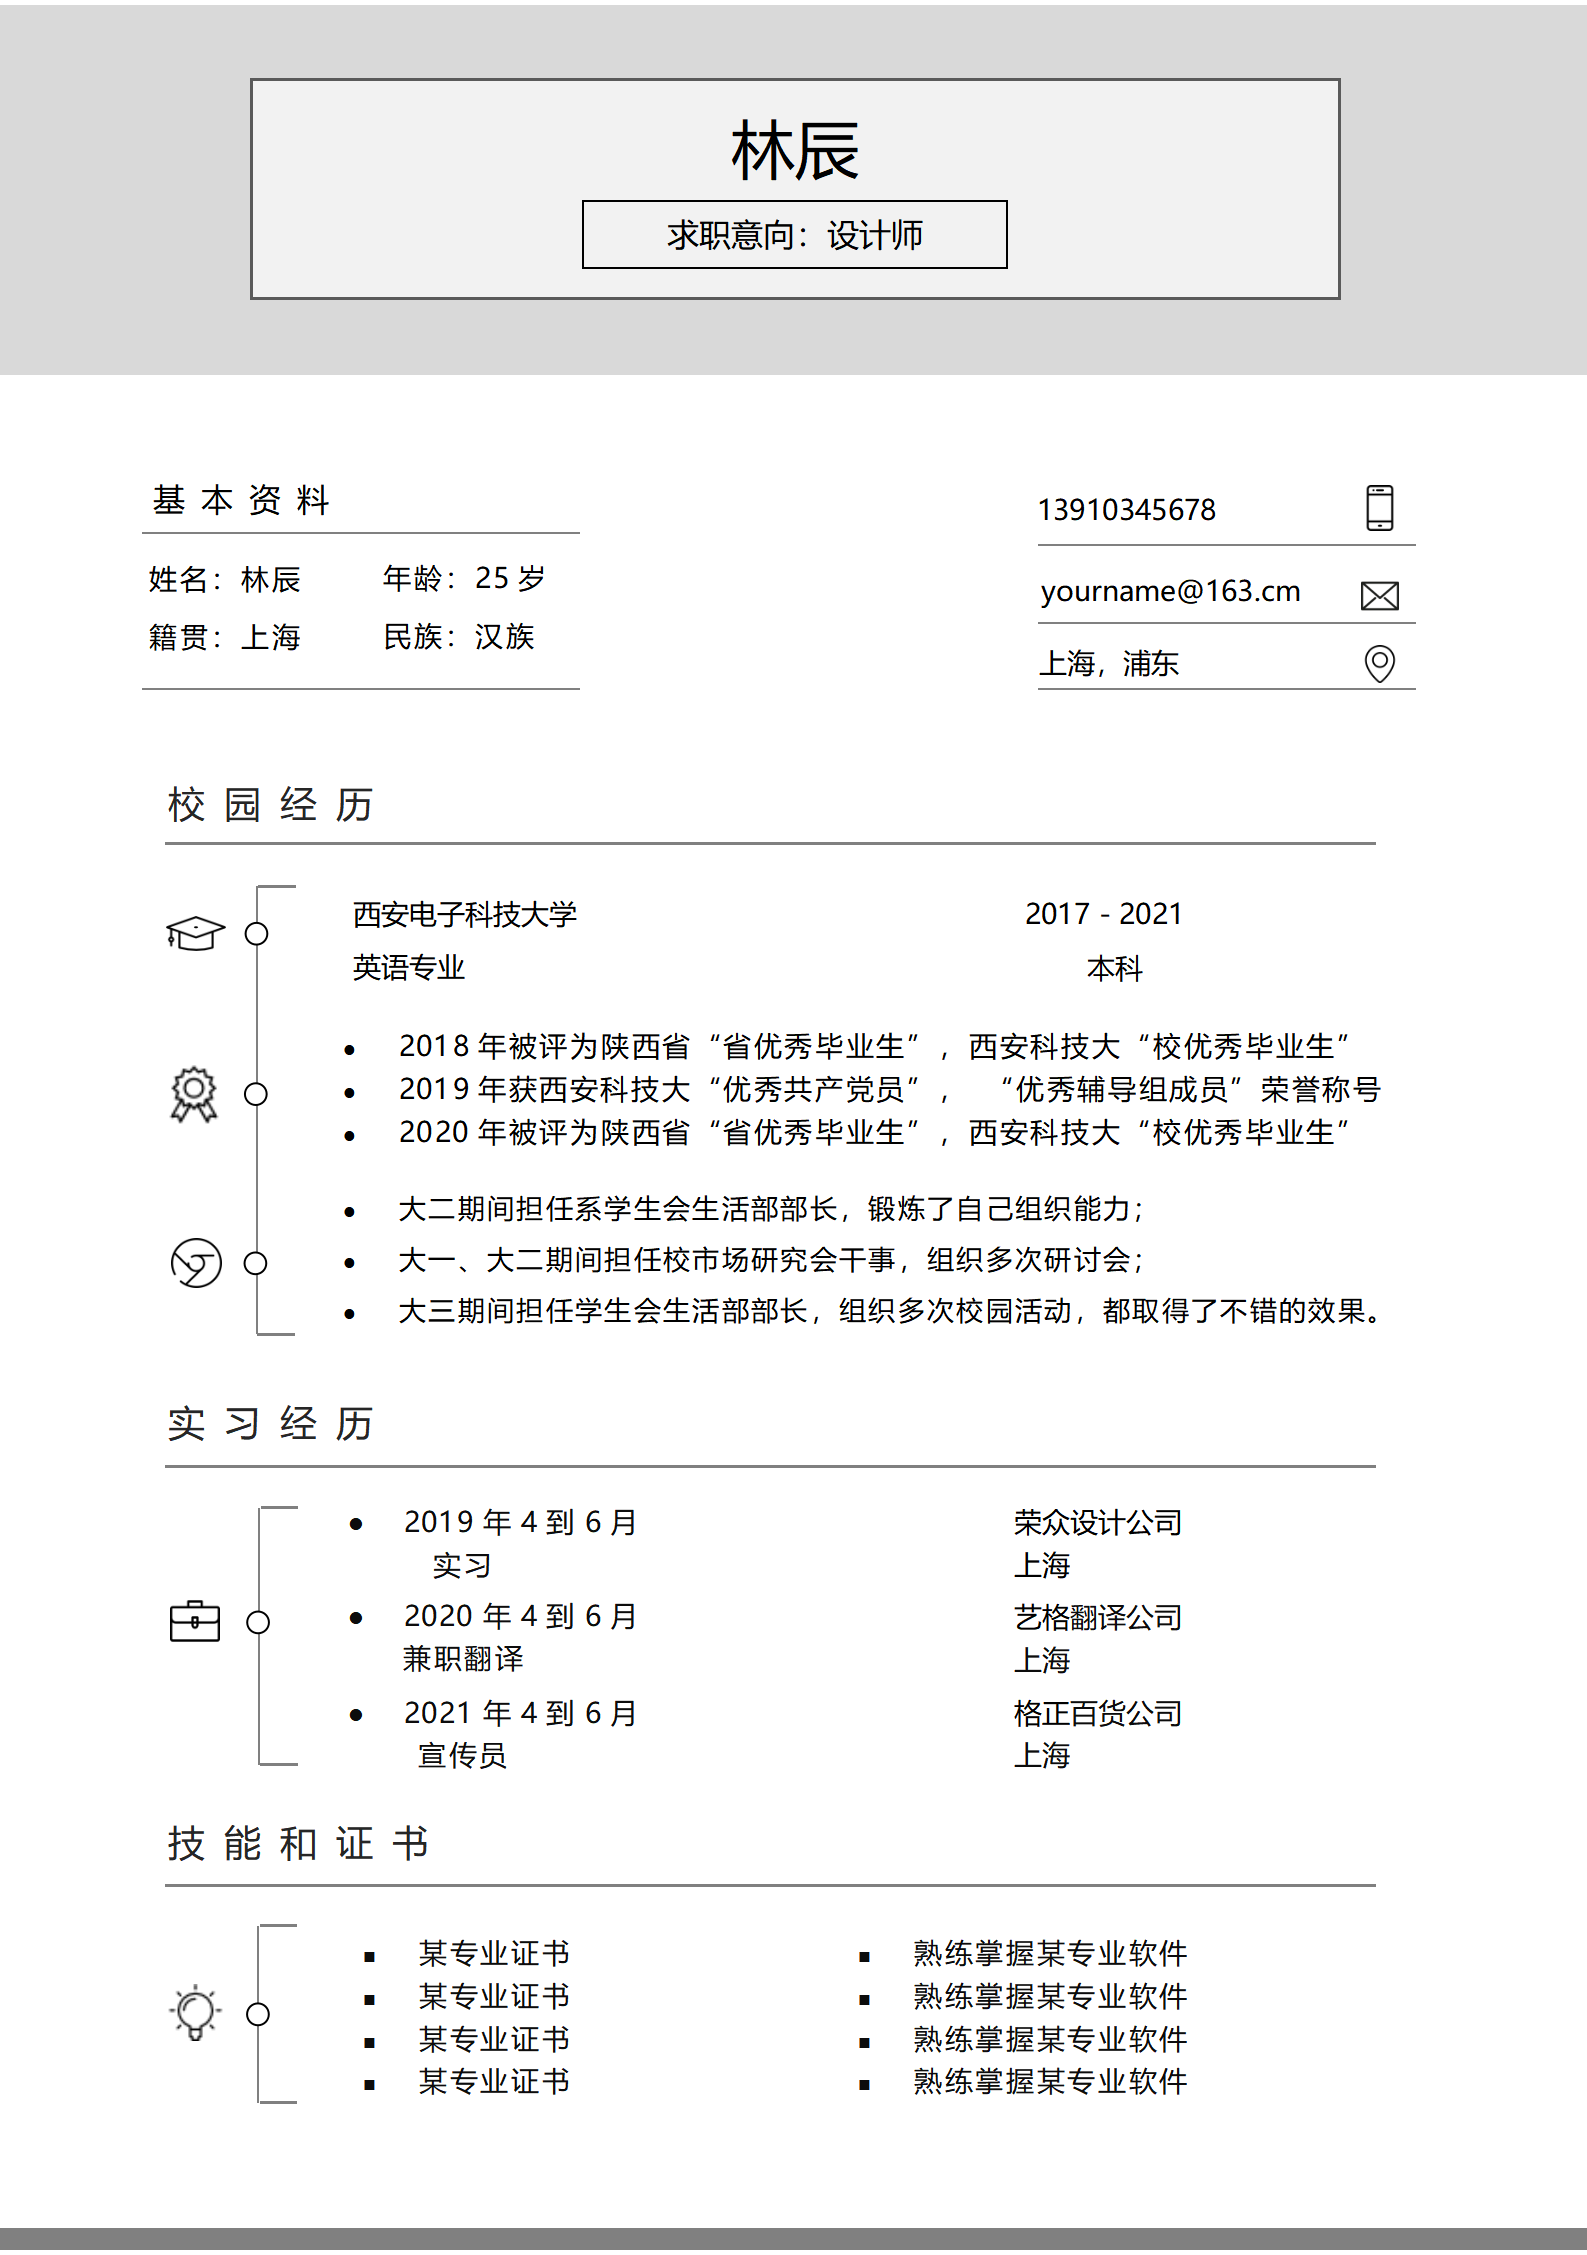 林辰
求职意向：设计师
基本资料
姓名：林辰 年龄：25 岁
籍贯：上海 民族：汉族
13910345678
yourname@163.cm
上海，浦东
校园经历
西安电子科技大学 2017 - 2021
英语专业 本科
● 2018 年被评为陕西省“省优秀毕业生”，西安科技大“校优秀毕业生”
● 2019 年获西安科技大“优秀共产党员”， “优秀辅导组成员”荣誉称号
● 2020 年被评为陕西省“省优秀毕业生”，西安科技大“校优秀毕业生”
● 大二期间担任系学生会生活部部长，锻炼了自己组织能力；
● 大一、大二期间担任校市场研究会干事，组织多次研讨会；
● 大三期间担任学生会生活部部长，组织多次校园活动，都取得了不错的效果。
实习经历
● 2019 年 4 到 6 月 荣众设计公司
实习 上海
● 2020 年 4 到 6 月 艺格翻译公司
兼职翻译 上海
● 2021 年 4 到 6 月 格正百货公司
宣传员 上海
技能和证书
■ 某专业证书 ■ 熟练掌握某专业软件
■ 某专业证书 ■ 熟练掌握某专业软件
■ 某专业证书 ■ 熟练掌握某专业软件
■ 某专业证书 ■ 熟练掌握某专业软件